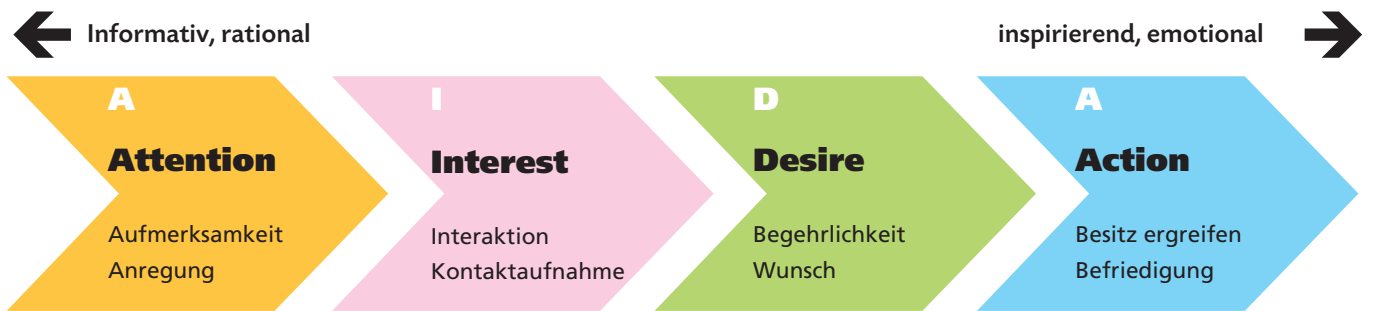 Informativ, rational
inspirierend, emotional
A
Attention
Aufmerksamkeit
Anregung
I
Interest
Interaktion
Kontaktaufnahme
D
Desire
Begehrlichkeit
Wunsch
A
Action
Besitz ergreifen
Befriedigung